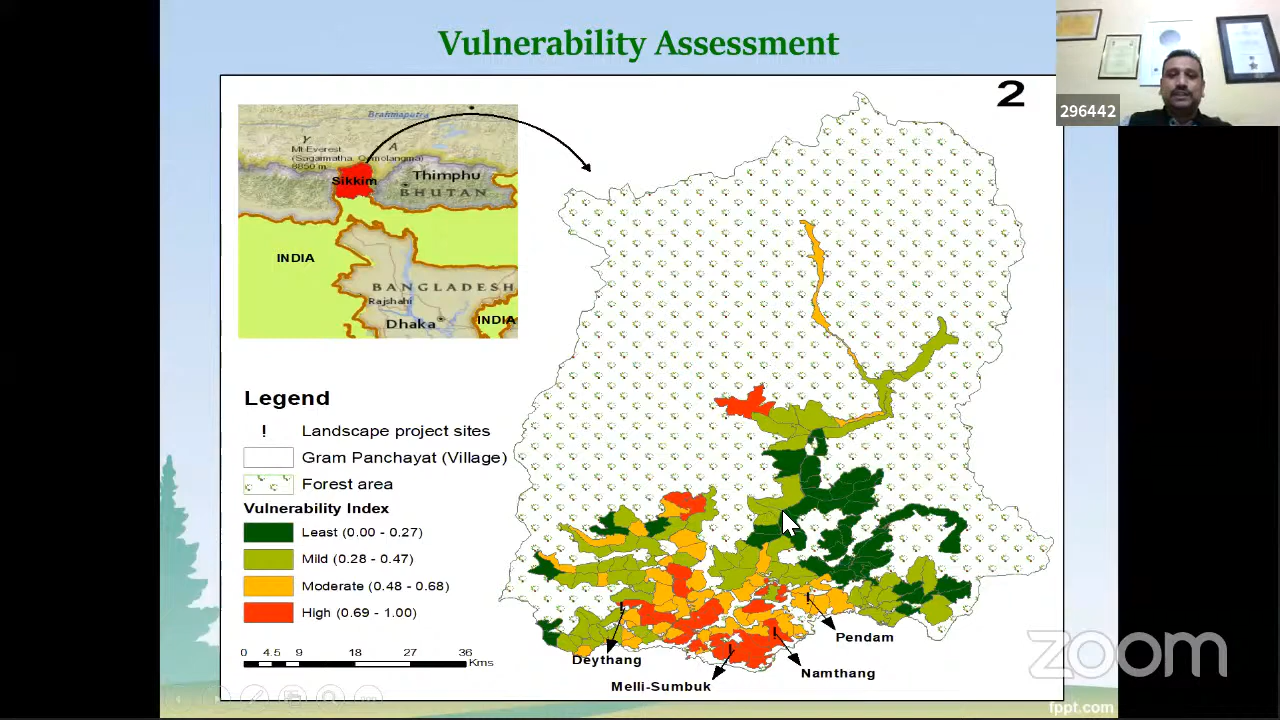 Vulnerability Assessment
2
296442
Brahmaputra
Y
A
Mt Everest
(Sagarmatha, Qomolangma)
8850 m
Sikkim
Thimphu
BHUTAN
INDIA
BANGLADESH
Rajshahi
Dhaka
INDIA
Legend
! Landscape project sites
Gram Panchayat (Village)
Forest area
Vulnerability Index
Least (0.00 - 0.27)
Mild (0.28 - 0.47)
Moderate (0.48 - 0.68)
High (0.69 - 1.00)
0 4.5 9 18 27 36
Kms
Pendam
Deythang
Namthang
Melli-Sumbuk
zoom
fppt.com